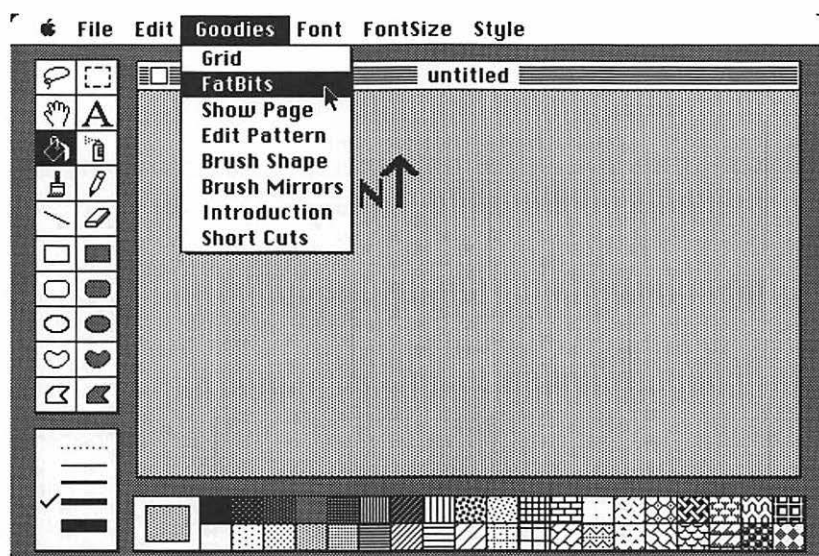 File Edit Goodies Font FontSize Style
Grid
FatBits
Show Page
Edit Pattern
Brush Shape
Brush Mirrors
Introduction
Short Cuts
untitled
A
N